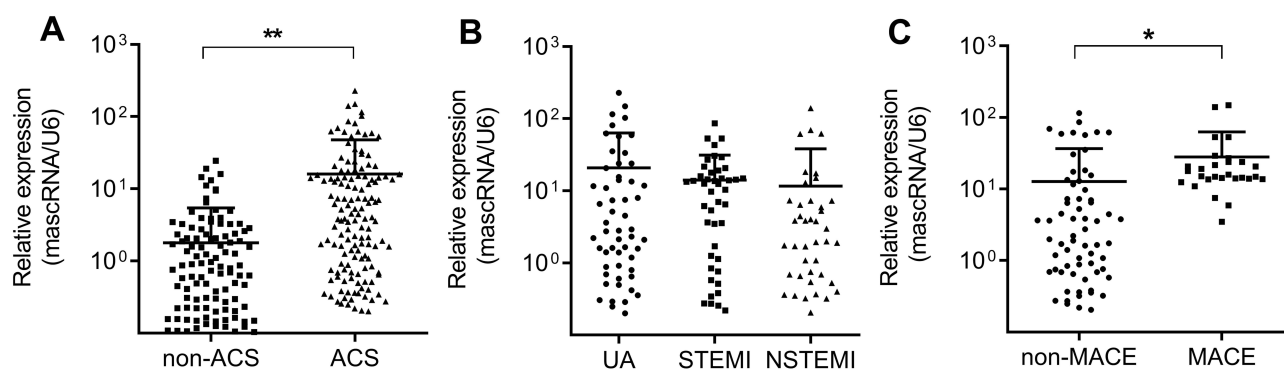 A
Relative expression
(mascRNA/U6)
10³
10²
10¹
10⁰
**
non-ACS
ACS
B
Relative expression
(mascRNA/U6)
10³
10²
10¹
10⁰
UA
STEMI
NSTEMI
C
Relative expression
(mascRNA/U6)
10³
10²
10¹
10⁰
*
non-MACE
MACE